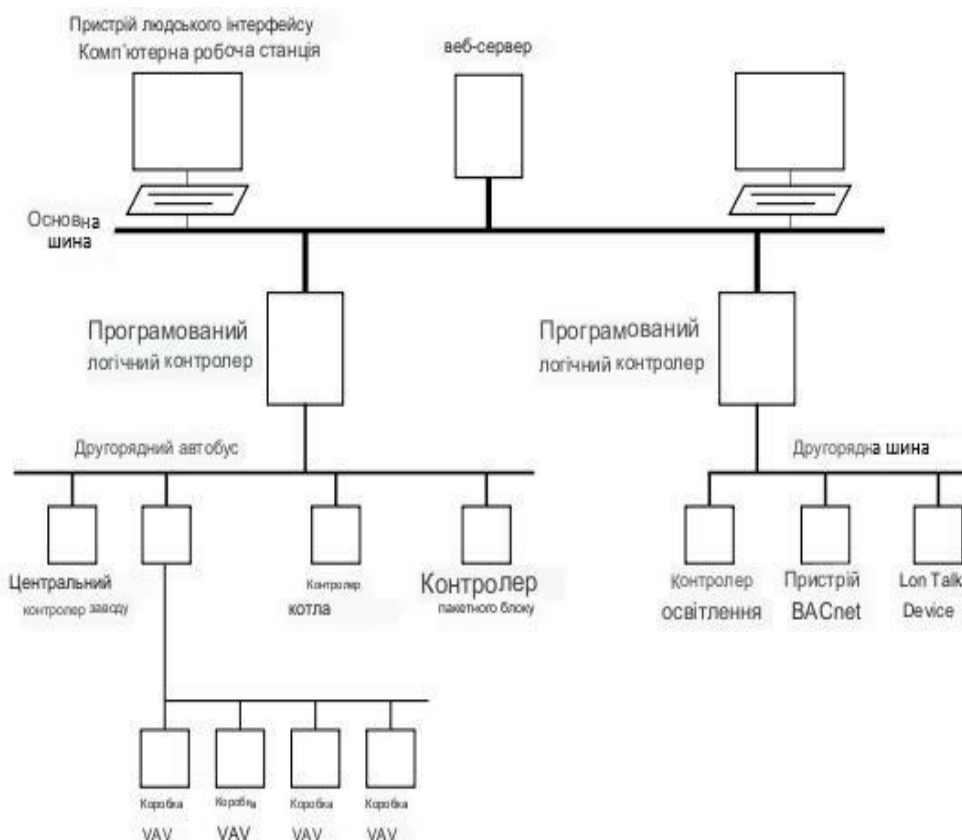 Пристрій людського інтерфейсу
Комп'ютерна робоча станція
веб-сервер
Основна
шина
Програмований
логічний контролер
Програмований
логічний контролер
Другорядний автобус
Другорядна шина
Центральний
контролер заводу
Контролер
котла
Контролер
пакетного блоку
Контролер
освітлення
Пристрій
BACnet
Lon Talk
Device
Коробка
VAV
Коробка
VAV
Коробка
VAV
Коробка
VAV